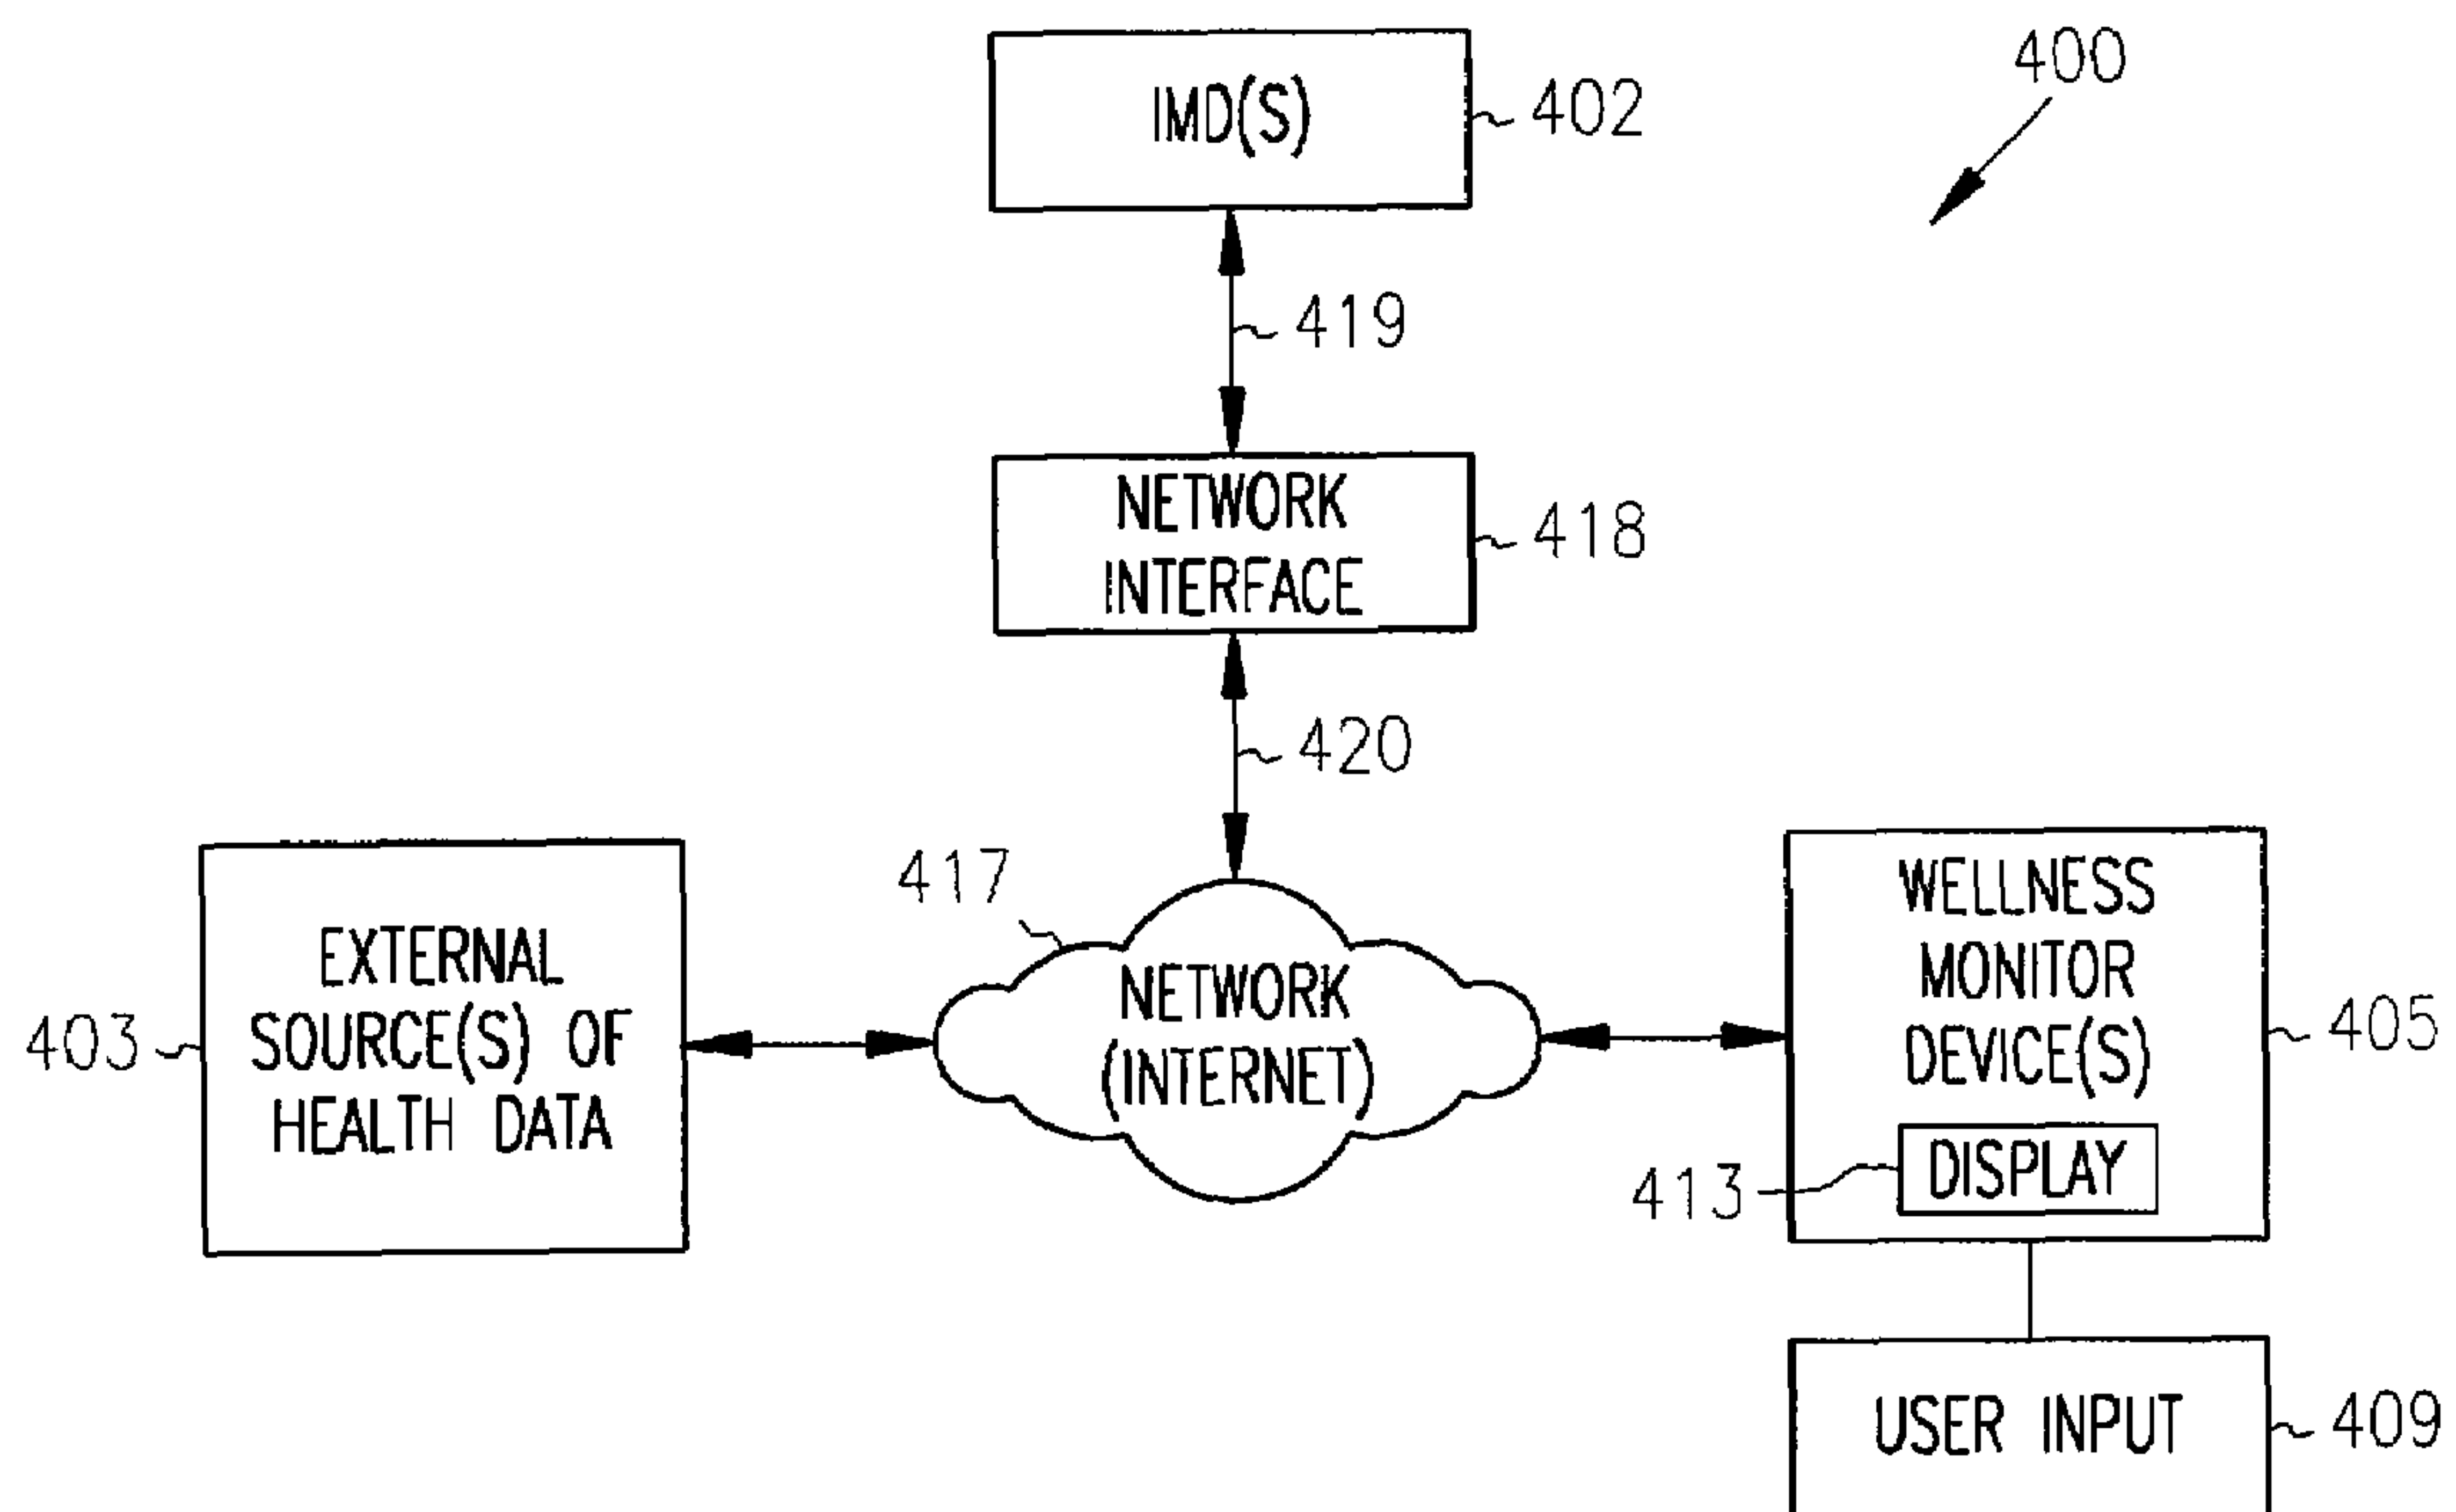 400
IMD(S)
402
419
NETWORK
INTERFACE
418
420
417
NETWORK
(INTERNET)
EXTERNAL
SOURCE(S) OF
HEALTH DATA
403
WELLNESS
MONITOR
DEVICE(S)
405
DISPLAY
413
USER INPUT
409